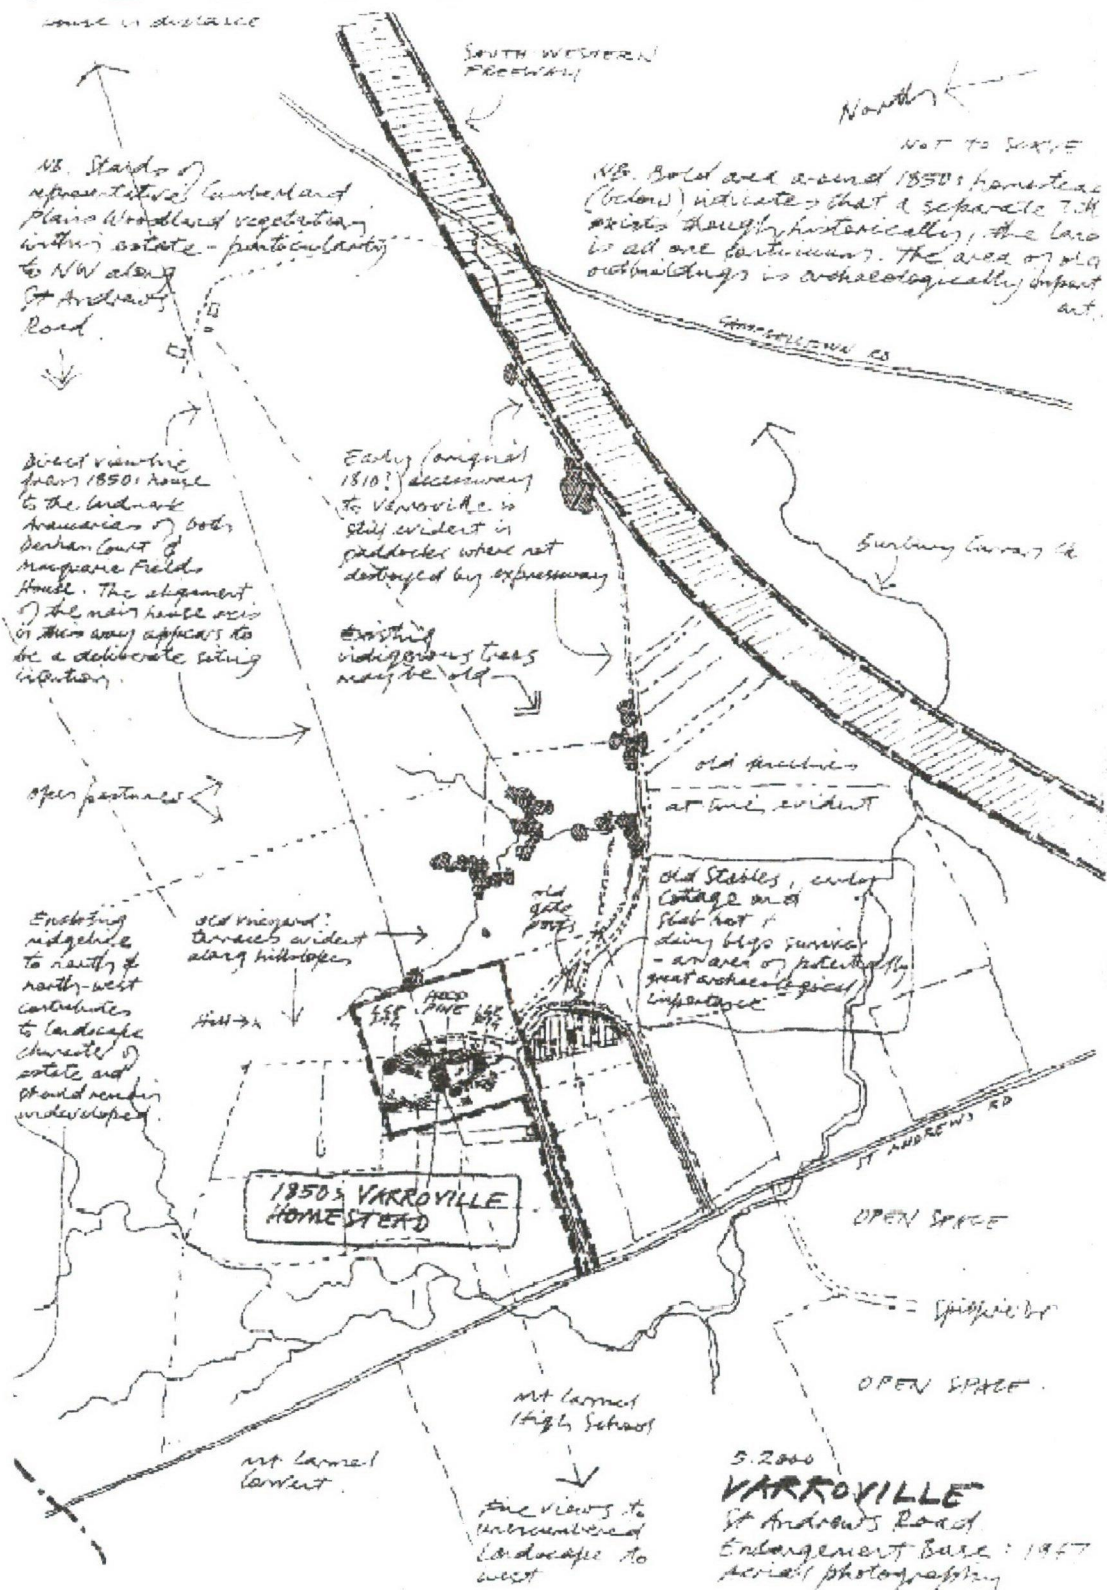 house in distance
SOUTH WESTERN
FREEWAY
North
NOT TO SCALE
NB. Stands of
representative Cumberland
Plains Woodland vegetation
within estate - particularly
to NW along
St Andrews
Road.
NB. Bold area around 1850s homestead
(below) indicates that a separate
exists though, historically, the land
is all one continuum. The area of old
outbuildings is archaeologically import
ant.
CAMPBELLTOWN RD
Direct viewline
from 1850s house
to the landmark
Araucarias of both
Denham Court &
Macquarie Fields
House. The alignment
of the main house axis
in this way appears to
be a deliberate siting
intention.
Early (original
1810?) accessway
to Varroville is
still evident in
paddocks where not
destroyed by expressway
Bunbury Curran Ck
Existing
indigenous trees
may be old
open pastures
old fencelines
at time evident
Enclosing
ridgeline
to north &
north-west
contributes
to landscape
character of
estate and
should remain
undeveloped.
old vineyard?
terraces evident
along hillslopes
old
gate
posts
old Stables, early
cottage and
slab hut +
dairy bldgs survive
- an area of potentially
great archaeological
importance
PINE
1850s VARROVILLE
HOMESTEAD
ST ANDREWS RD
OPEN SPACE
Spitfire Dr
OPEN SPACE.
Mt Carmel
High School
Mt Carmel
Convent.
Fine views to
unencumbered
landscape to
west
5.2000
VARROVILLE
St Andrews Road
Enlargement Base: 1947
aerial photography